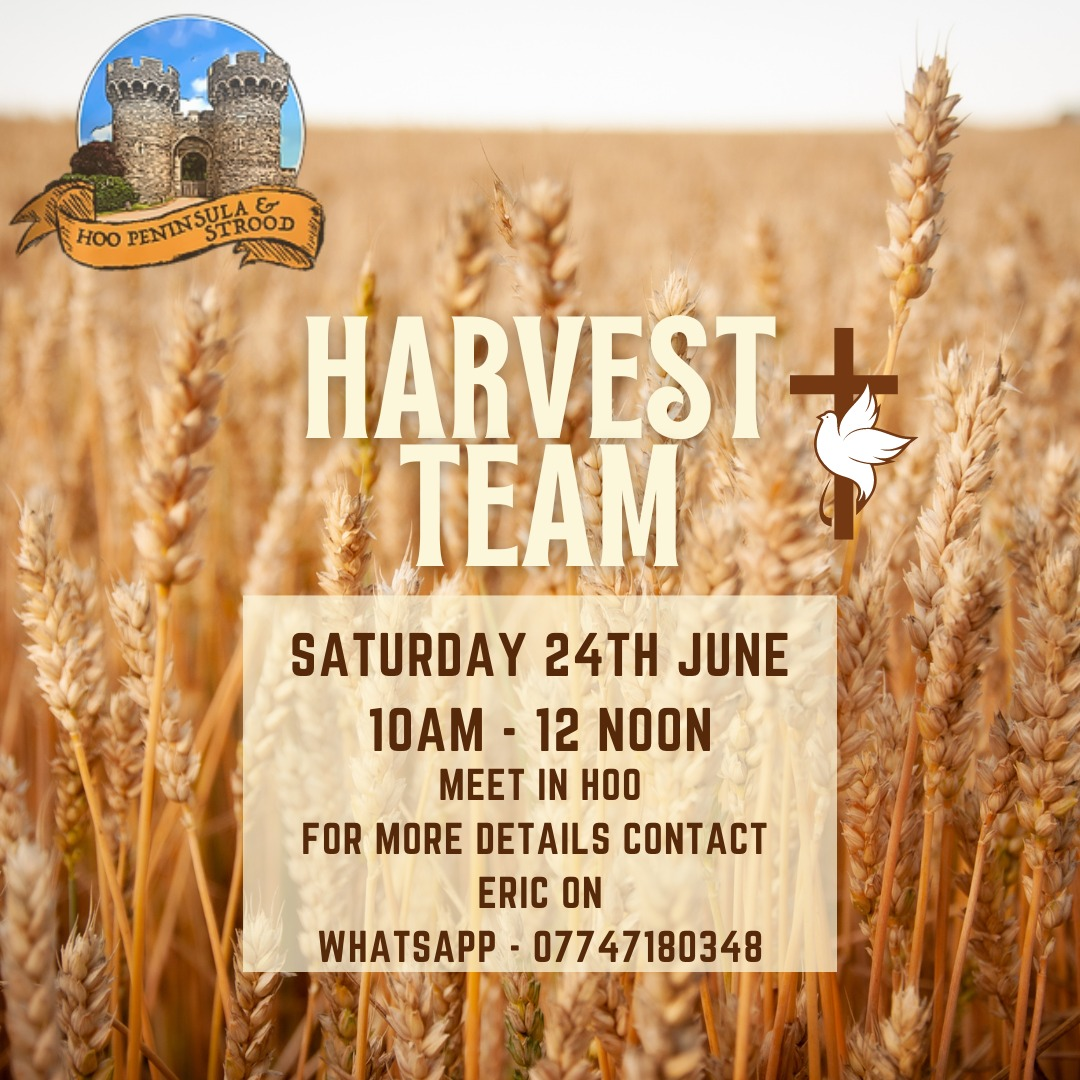 HOO PENINSULA &
STROOD
HARVEST
TEAM
SATURDAY 24TH JUNE
10AM - 12 NOON
MEET IN HOO
FOR MORE DETAILS CONTACT
ERIC ON
WHATSAPP - 07747180348